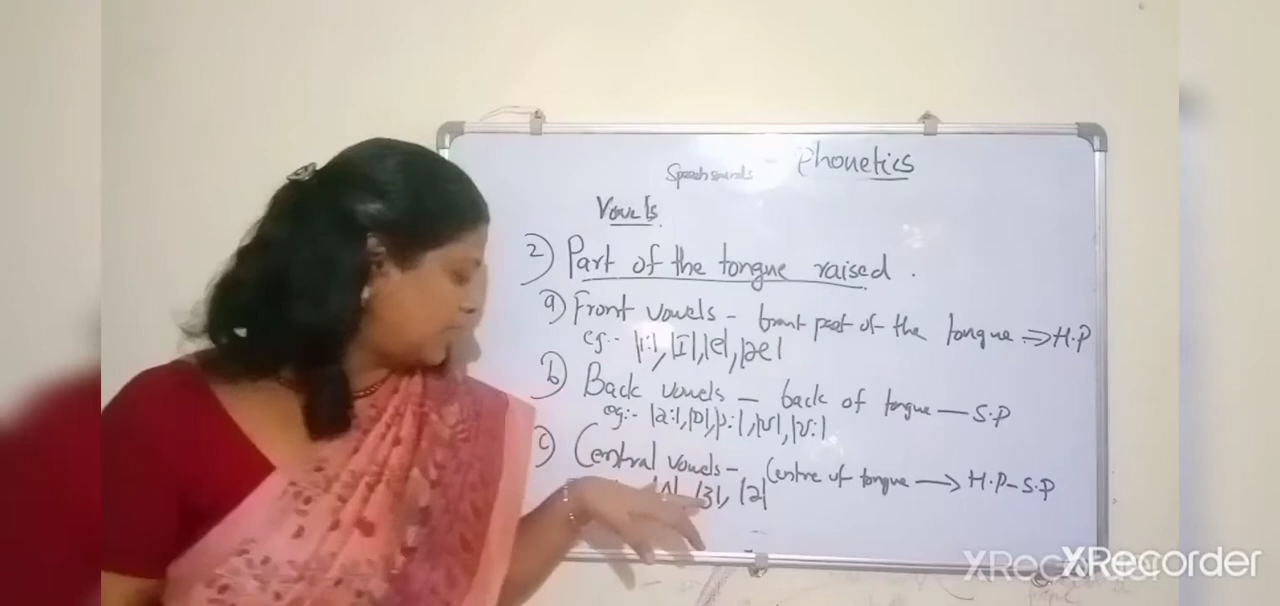 Speech sounds - Phonetics
Vowels
2) Part of the tongue raised.
a) Front vowels - front part of the tongue ⇒ H.P
eg:- |i:|, |I|, |e|, |æ|
b) Back vowels - back of tongue — S.P
eg:- |a:|, |ɒ|, |ɔ:|, |ʊ|, |ʊ:|
c) Central vowels - Centre of tongue → H.P-S.P
|ʌ|, |3|, |ə|
XRecorder
XRecorder